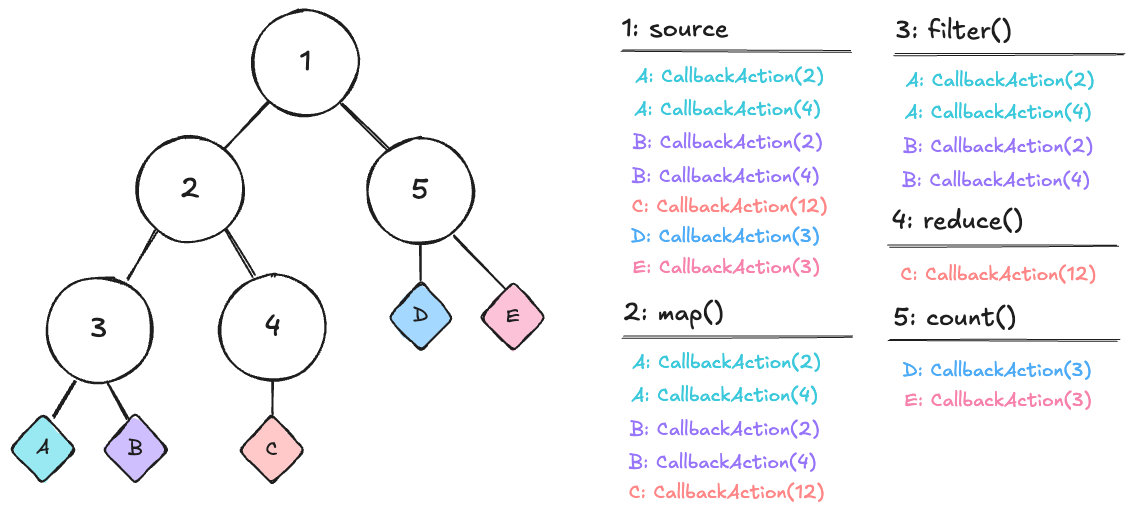 1
2
5
3
4
D
E
A
B
C
1: source
A: CallbackAction(2)
A: CallbackAction(4)
B: CallbackAction(2)
B: CallbackAction(4)
C: CallbackAction(12)
D: CallbackAction(3)
E: CallbackAction(3)
2: map()
A: CallbackAction(2)
A: CallbackAction(4)
B: CallbackAction(2)
B: CallbackAction(4)
C: CallbackAction(12)
3: filter()
A: CallbackAction(2)
A: CallbackAction(4)
B: CallbackAction(2)
B: CallbackAction(4)
4: reduce()
C: CallbackAction(12)
5: count()
D: CallbackAction(3)
E: CallbackAction(3)